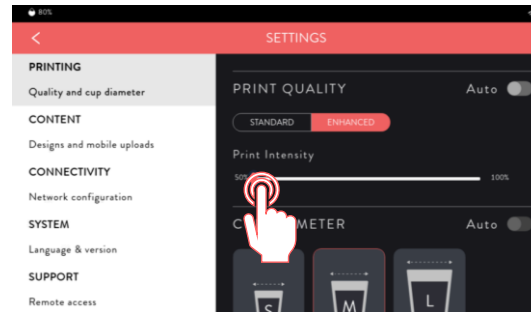 80%
SETTINGS
PRINTING
Quality and cup diameter
CONTENT
Designs and mobile uploads
CONNECTIVITY
Network configuration
SYSTEM
Language & version
SUPPORT
Remote access
PRINT QUALITY Auto
STANDARD ENHANCED
Print Intensity
50% 100%
METER Auto
S M L